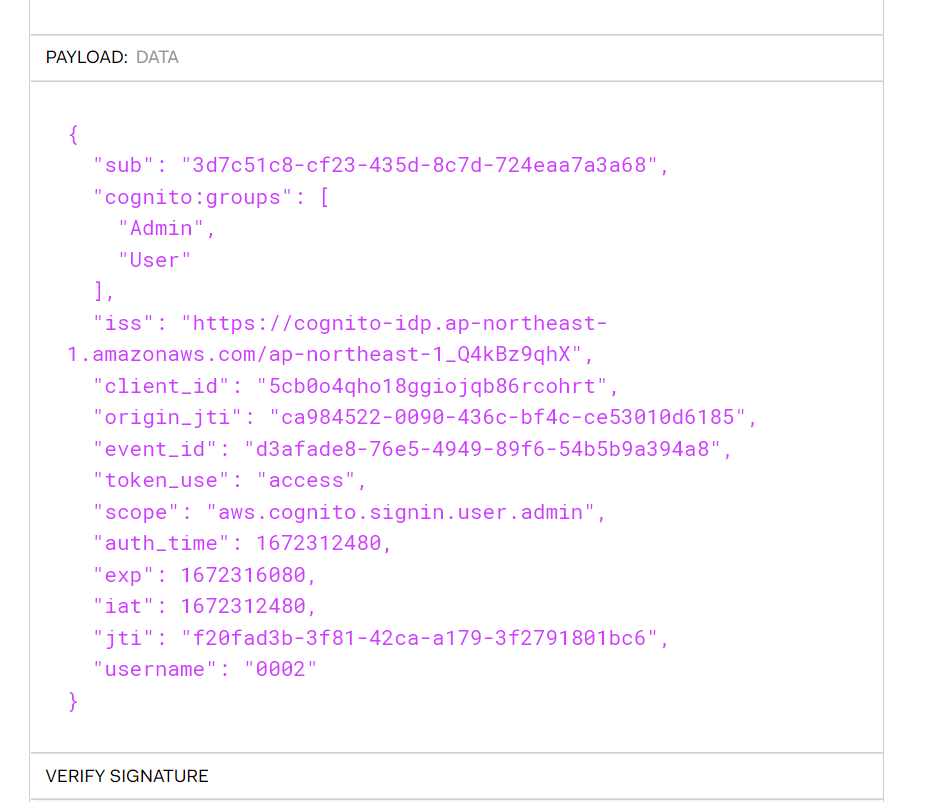 PAYLOAD: DATA
{
"sub": "3d7c51c8-cf23-435d-8c7d-724eaa7a3a68",
"cognito:groups": [
"Admin",
"User"
],
"iss": "https://cognito-idp.ap-northeast-
1.amazonaws.com/ap-northeast-1_Q4kBz9qhX",
"client_id": "5cb0o4qho18ggiojqb86rcohrt",
"origin_jti": "ca984522-0090-436c-bf4c-ce53010d6185",
"event_id": "d3afade8-76e5-4949-89f6-54b5b9a394a8",
"token_use": "access",
"scope": "aws.cognito.signin.user.admin",
"auth_time": 1672312480,
"exp": 1672316080,
"iat": 1672312480,
"jti": "f20fad3b-3f81-42ca-a179-3f2791801bc6",
"username": "0002"
}
VERIFY SIGNATURE